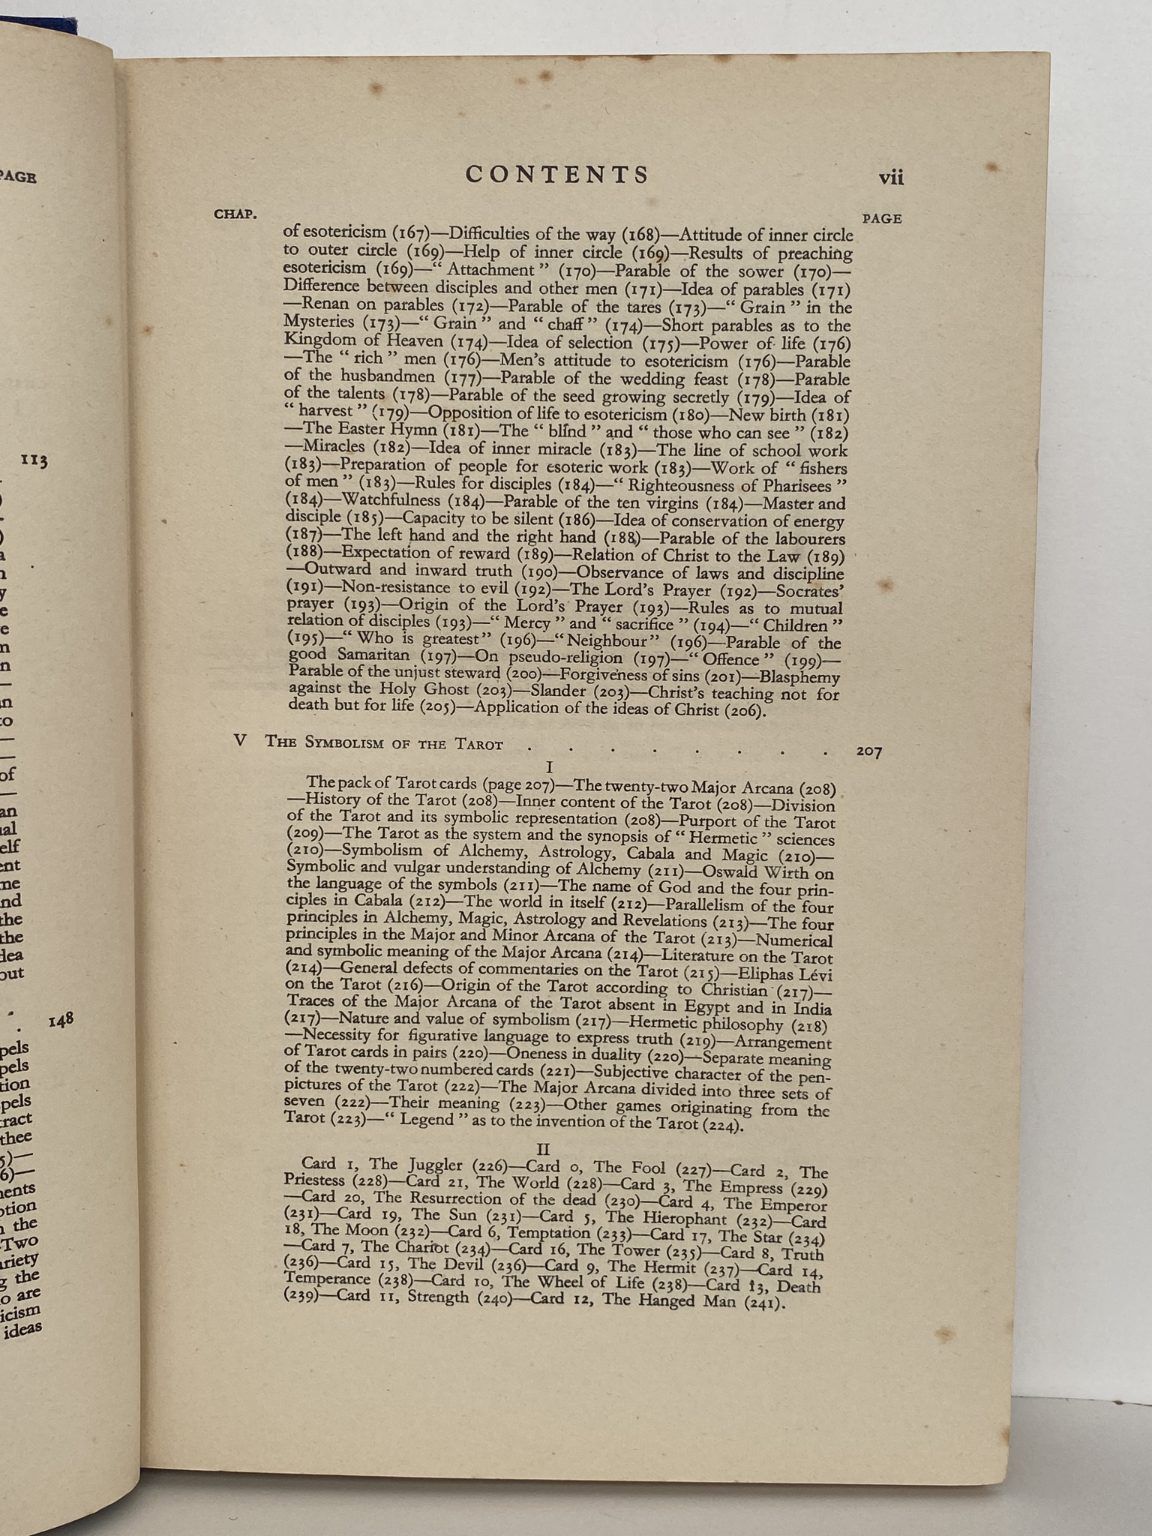 PAGE
113
148
pels
pels
tion
pels
tract
thee
5)—
6)—
ments
ption
n the
Two
ariety
g the
o are
icism
ideas
CONTENTS vii
CHAP. PAGE
of esotericism (167)—Difficulties of the way (168)—Attitude of inner circle
to outer circle (169)—Help of inner circle (169)—Results of preaching
esotericism (169)—“ Attachment ” (170)—Parable of the sower (170)—
Difference between disciples and other men (171)—Idea of parables (171)
—Renan on parables (172)—Parable of the tares (173)—“ Grain ” in the
Mysteries (173)—“ Grain ” and “ chaff ” (174)—Short parables as to the
Kingdom of Heaven (174)—Idea of selection (175)—Power of life (176)
—The “ rich ” men (176)—Men’s attitude to esotericism (176)—Parable
of the husbandmen (177)—Parable of the wedding feast (178)—Parable
of the talents (178)—Parable of the seed growing secretly (179)—Idea of
“ harvest ” (179)—Opposition of life to esotericism (180)—New birth (181)
—The Easter Hymn (181)—The “ blind ” and “ those who can see ” (182)
—Miracles (182)—Idea of inner miracle (183)—The line of school work
(183)—Preparation of people for esoteric work (183)—Work of “ fishers
of men ” (183)—Rules for disciples (184)—“ Righteousness of Pharisees ”
(184)—Watchfulness (184)—Parable of the ten virgins (184)—Master and
disciple (185)—Capacity to be silent (186)—Idea of conservation of energy
(187)—The left hand and the right hand (188)—Parable of the labourers
(188)—Expectation of reward (189)—Relation of Christ to the Law (189)
—Outward and inward truth (190)—Observance of laws and discipline
(191)—Non-resistance to evil (192)—The Lord’s Prayer (192)—Socrates’
prayer (193)—Origin of the Lord’s Prayer (193)—Rules as to mutual
relation of disciples (193)—“ Mercy ” and “ sacrifice ” (194)—“ Children ”
(195)—“ Who is greatest” (196)—“ Neighbour” (196)—Parable of the
good Samaritan (197)—On pseudo-religion (197)—“ Offence ” (199)—
Parable of the unjust steward (200)—Forgiveness of sins (201)—Blasphemy
against the Holy Ghost (203)—Slander (203)—Christ’s teaching not for
death but for life (205)—Application of the ideas of Christ (206).
V THE SYMBOLISM OF THE TAROT . . . . . . . . 207
I
The pack of Tarot cards (page 207)—The twenty-two Major Arcana (208)
—History of the Tarot (208)—Inner content of the Tarot (208)—Division
of the Tarot and its symbolic representation (208)—Purport of the Tarot
(209)—The Tarot as the system and the synopsis of “ Hermetic ” sciences
(210)—Symbolism of Alchemy, Astrology, Cabala and Magic (210)—
Symbolic and vulgar understanding of Alchemy (211)—Oswald Wirth on
the language of the symbols (211)—The name of God and the four prin-
ciples in Cabala (212)—The world in itself (212)—Parallelism of the four
principles in Alchemy, Magic, Astrology and Revelations (213)—The four
principles in the Major and Minor Arcana of the Tarot (213)—Numerical
and symbolic meaning of the Major Arcana (214)—Literature on the Tarot
(214)—General defects of commentaries on the Tarot (215)—Eliphas Lévi
on the Tarot (216)—Origin of the Tarot according to Christian (217)—
Traces of the Major Arcana of the Tarot absent in Egypt and in India
(217)—Nature and value of symbolism (217)—Hermetic philosophy (218)
—Necessity for figurative language to express truth (219)—Arrangement
of Tarot cards in pairs (220)—Oneness in duality (220)—Separate meaning
of the twenty-two numbered cards (221)—Subjective character of the pen-
pictures of the Tarot (222)—The Major Arcana divided into three sets of
seven (222)—Their meaning (223)—Other games originating from the
Tarot (223)—“ Legend ” as to the invention of the Tarot (224).
II
Card 1, The Juggler (226)—Card 0, The Fool (227)—Card 2, The
Priestess (228)—Card 21, The World (228)—Card 3, The Empress (229)
—Card 20, The Resurrection of the dead (230)—Card 4, The Emperor
(231)—Card 19, The Sun (231)—Card 5, The Hierophant (232)—Card
18, The Moon (232)—Card 6, Temptation (233)—Card 17, The Star (234)
—Card 7, The Chariot (234)—Card 16, The Tower (235)—Card 8, Truth
(236)—Card 15, The Devil (236)—Card 9, The Hermit (237)—Card 14,
Temperance (238)—Card 10, The Wheel of Life (238)—Card 13, Death
(239)—Card 11, Strength (240)—Card 12, The Hanged Man (241).